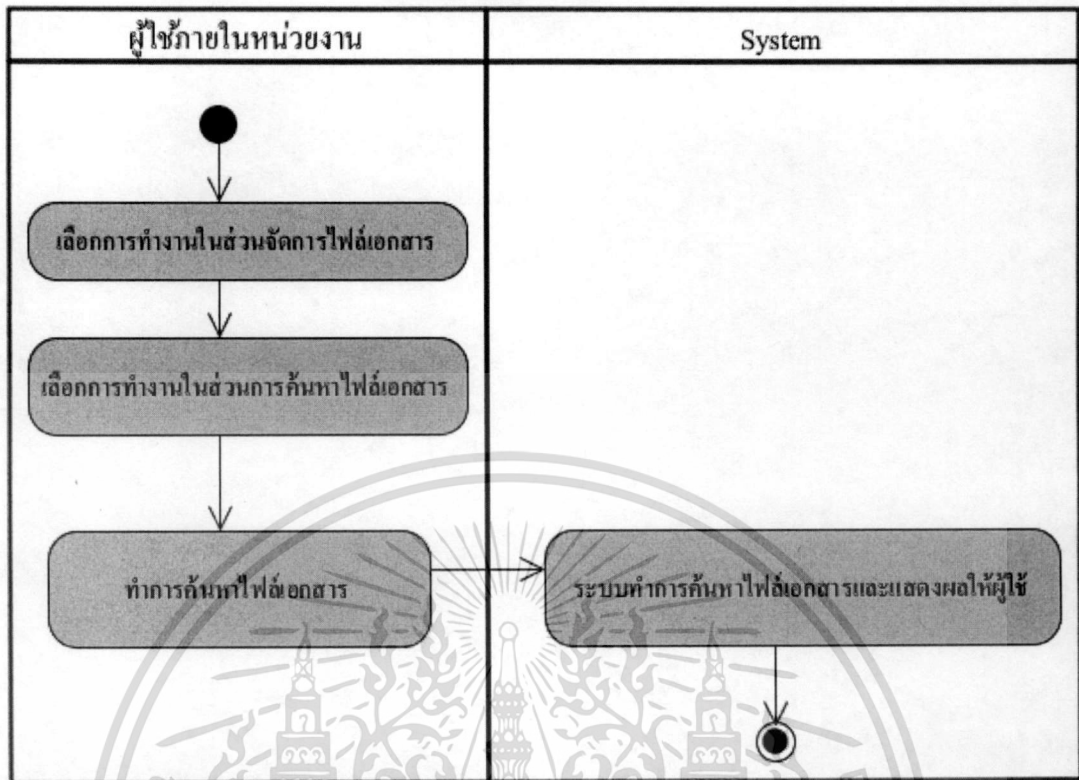 ผู้ใช้ภายในหน่วยงาน
System
เลือกการทำงานในส่วนจัดการไฟล์เอกสาร
เลือกการทำงานในส่วนการค้นหาไฟล์เอกสาร
ทำการค้นหาไฟล์เอกสาร
ระบบทำการค้นหาไฟล์เอกสารและแสดงผลให้ผู้ใช้